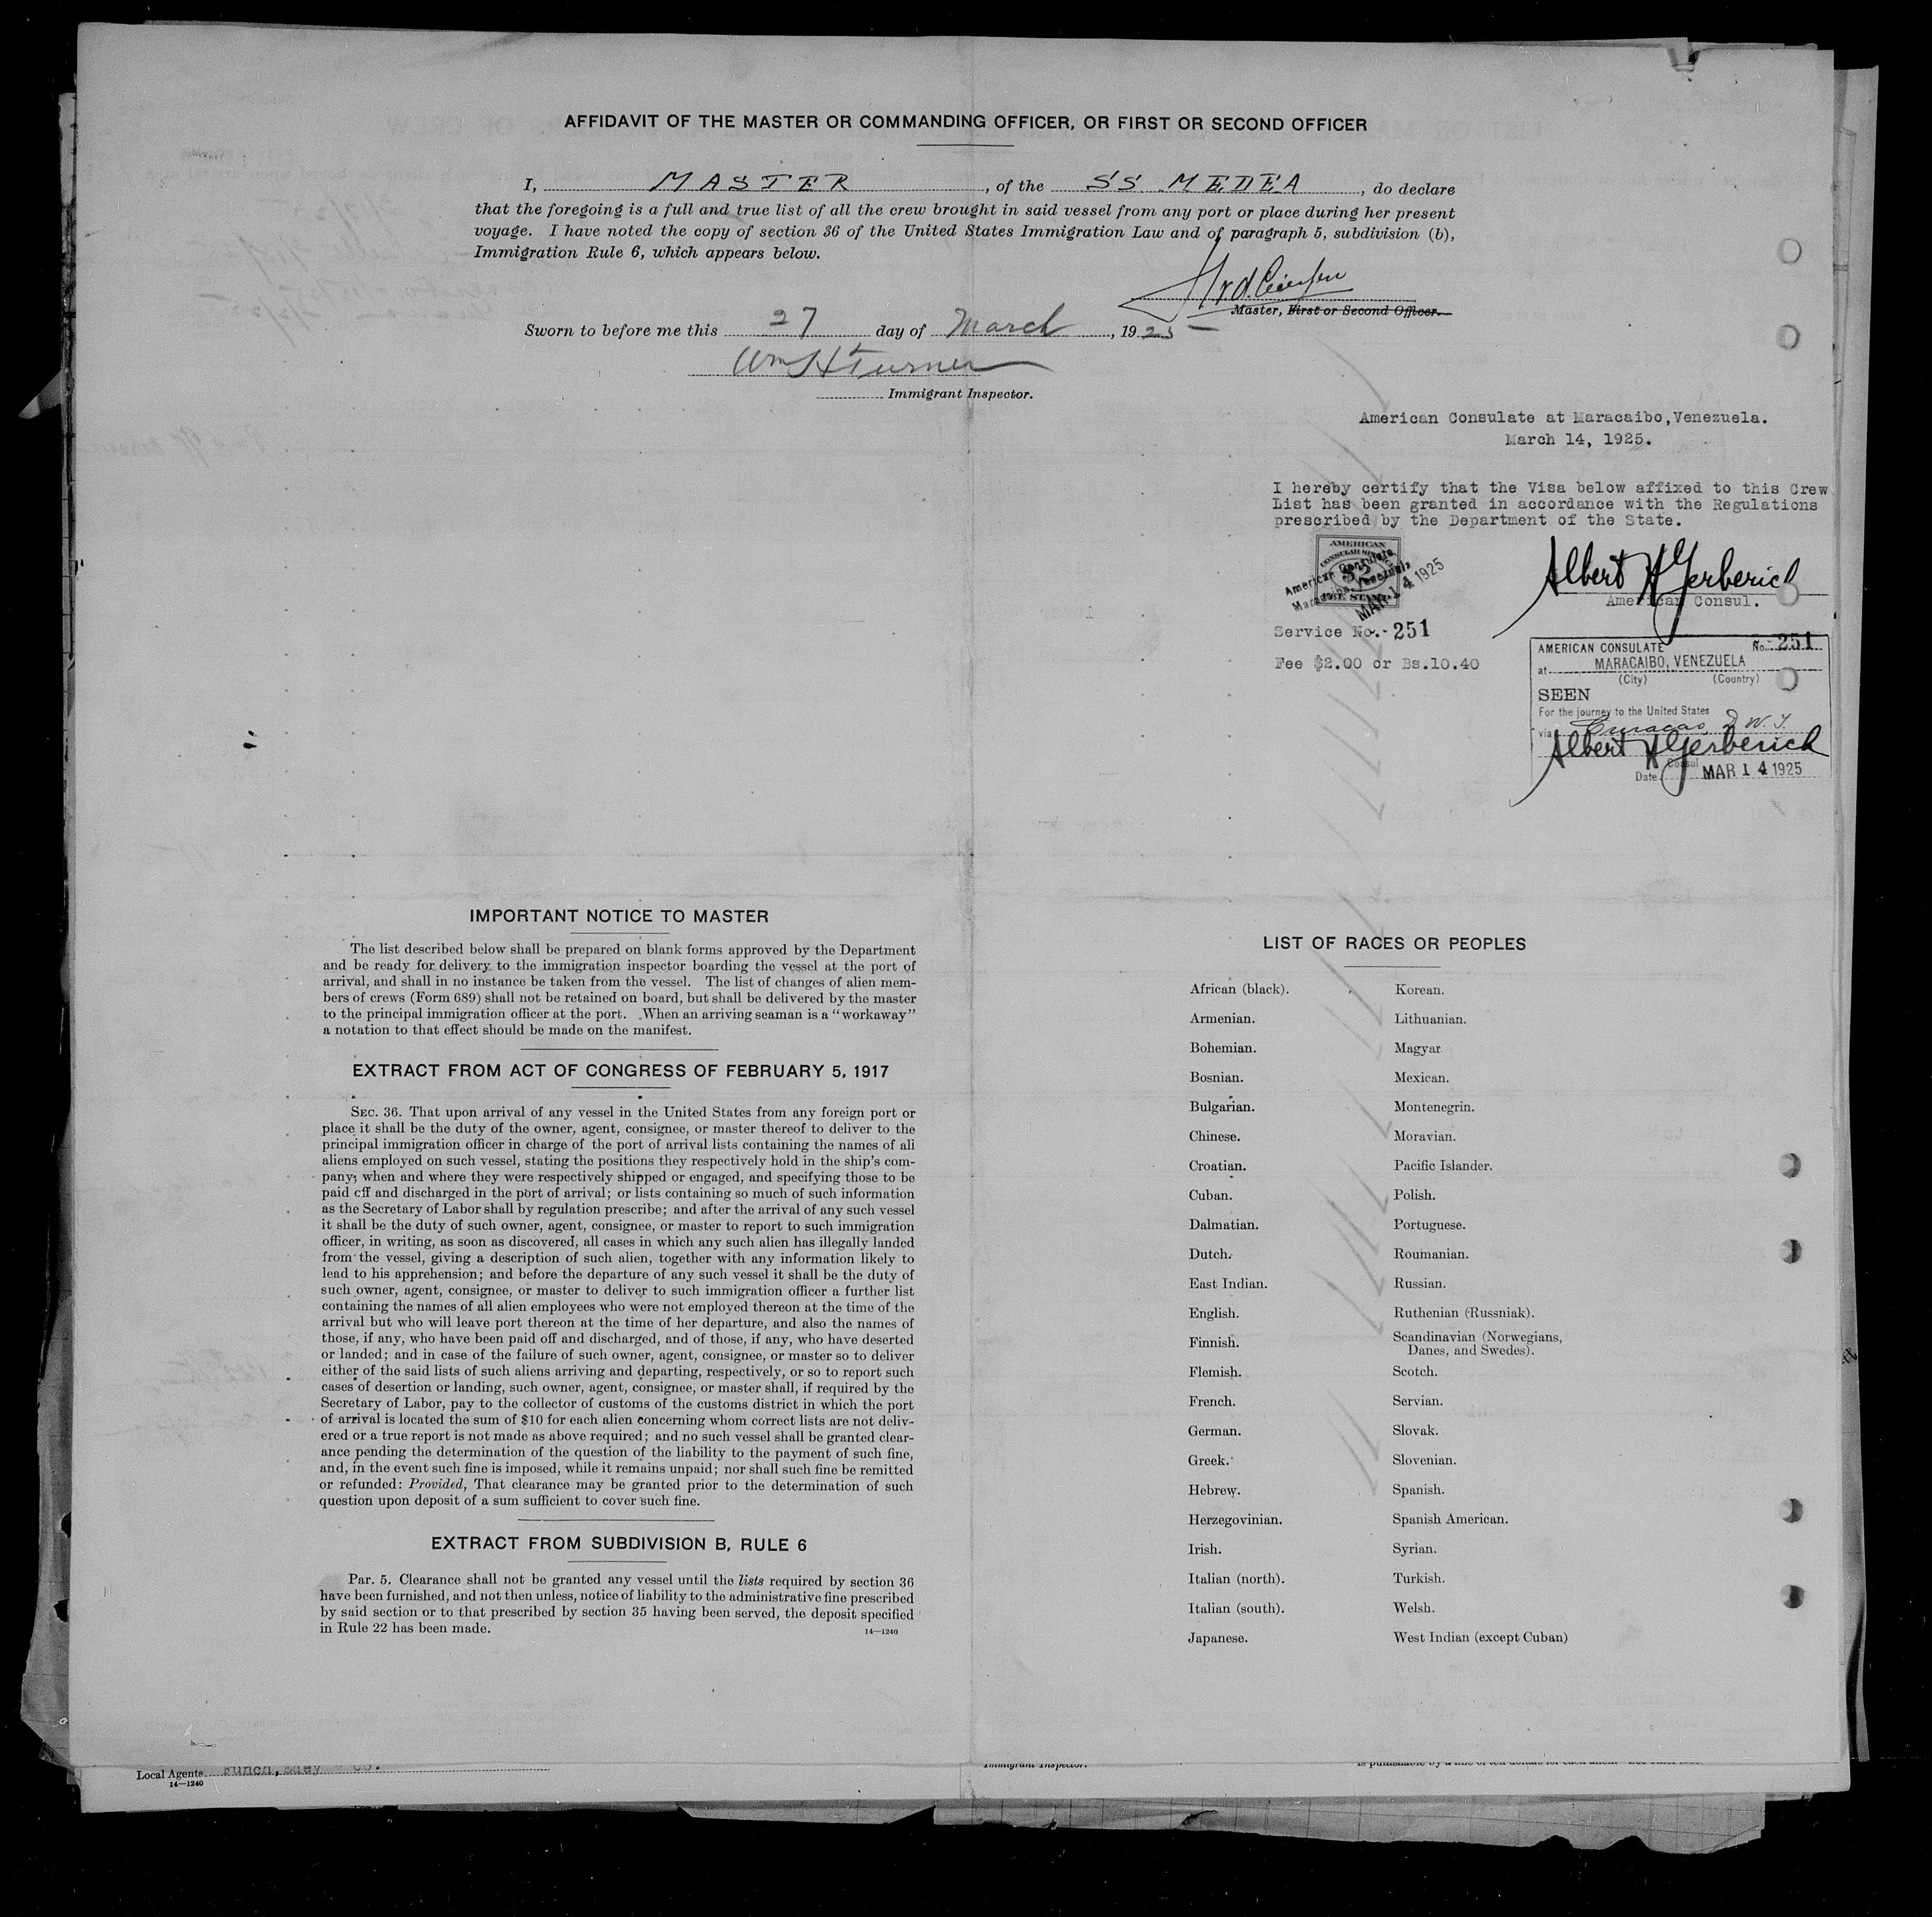 AFFIDAVIT OF THE MASTER OR COMMANDING OFFICER, OR FIRST OR SECOND OFFICER
I, MASTER, of the SS MEDEA, do declare
that the foregoing is a full and true list of all the crew brought in said vessel from any port or place during her present
voyage. I have noted the copy of section 36 of the United States Immigration Law and of paragraph 5, subdivision (b),
Immigration Rule 6, which appears below.
Master, First or Second Officer.
Sworn to before me this 27 day of March, 1925
Wm H Turner
Immigrant Inspector.
American Consulate at Maracaibo, Venezuela.
March 14, 1925.
I hereby certify that the Visa below affixed to this Crew
List has been granted in accordance with the Regulations
prescribed by the Department of the State.
AMERICAN
CONSULAR
FEE STAMP
American Consulate
Maracaibo, Venezuela
MAR 14 1925
Albert H Gerberich
American Consul.
Service No.- 251
Fee $2.00 or Bs.10.40
AMERICAN CONSULATE No. 251
at MARACAIBO, VENEZUELA
(City) (Country)
SEEN
For the journey to the United States
via Curacao, D. W. I.
Albert H Gerberich
Consul
Date MAR 14 1925
IMPORTANT NOTICE TO MASTER
The list described below shall be prepared on blank forms approved by the Department
and be ready for delivery to the immigration inspector boarding the vessel at the port of
arrival, and shall in no instance be taken from the vessel. The list of changes of alien mem-
bers of crews (Form 689) shall not be retained on board, but shall be delivered by the master
to the principal immigration officer at the port. When an arriving seaman is a "workaway"
a notation to that effect should be made on the manifest.
EXTRACT FROM ACT OF CONGRESS OF FEBRUARY 5, 1917
SEC. 36. That upon arrival of any vessel in the United States from any foreign port or
place it shall be the duty of the owner, agent, consignee, or master thereof to deliver to the
principal immigration officer in charge of the port of arrival lists containing the names of all
aliens employed on such vessel, stating the positions they respectively hold in the ship's com-
pany; when and where they were respectively shipped or engaged, and specifying those to be
paid off and discharged in the port of arrival; or lists containing so much of such information
as the Secretary of Labor shall by regulation prescribe; and after the arrival of any such vessel
it shall be the duty of such owner, agent, consignee, or master to report to such immigration
officer, in writing, as soon as discovered, all cases in which any such alien has illegally landed
from the vessel, giving a description of such alien, together with any information likely to
lead to his apprehension; and before the departure of any such vessel it shall be the duty of
such owner, agent, consignee, or master to deliver to such immigration officer a further list
containing the names of all alien employees who were not employed thereon at the time of the
arrival but who will leave port thereon at the time of her departure, and also the names of
those, if any, who have been paid off and discharged, and of those, if any, who have deserted
or landed; and in case of the failure of such owner, agent, consignee, or master so to deliver
either of the said lists of such aliens arriving and departing, respectively, or so to report such
cases of desertion or landing, such owner, agent, consignee, or master shall, if required by the
Secretary of Labor, pay to the collector of customs of the customs district in which the port
of arrival is located the sum of $10 for each alien concerning whom correct lists are not deliv-
ered or a true report is not made as above required; and no such vessel shall be granted clear-
ance pending the determination of the question of the liability to the payment of such fine,
and, in the event such fine is imposed, while it remains unpaid; nor shall such fine be remitted
or refunded: Provided, That clearance may be granted prior to the determination of such
question upon deposit of a sum sufficient to cover such fine.
EXTRACT FROM SUBDIVISION B, RULE 6
Par. 5. Clearance shall not be granted any vessel until the lists required by section 36
have been furnished, and not then unless, notice of liability to the administrative fine prescribed
by said section or to that prescribed by section 35 having been served, the deposit specified
in Rule 22 has been made.
14—1240
LIST OF RACES OR PEOPLES
African (black). Korean.
Armenian. Lithuanian.
Bohemian. Magyar
Bosnian. Mexican.
Bulgarian. Montenegrin.
Chinese. Moravian.
Croatian. Pacific Islander.
Cuban. Polish.
Dalmatian. Portuguese.
Dutch. Roumanian.
East Indian. Russian.
English. Ruthenian (Russniak).
Finnish. Scandinavian (Norwegians,
Danes, and Swedes).
Flemish. Scotch.
French. Servian.
German. Slovak.
Greek. Slovenian.
Hebrew. Spanish.
Herzegovinian. Spanish American.
Irish. Syrian.
Italian (north). Turkish.
Italian (south). Welsh.
Japanese. West Indian (except Cuban)
Local Agents Funch, Edey Co.
14—1240
Immigrant Inspector.